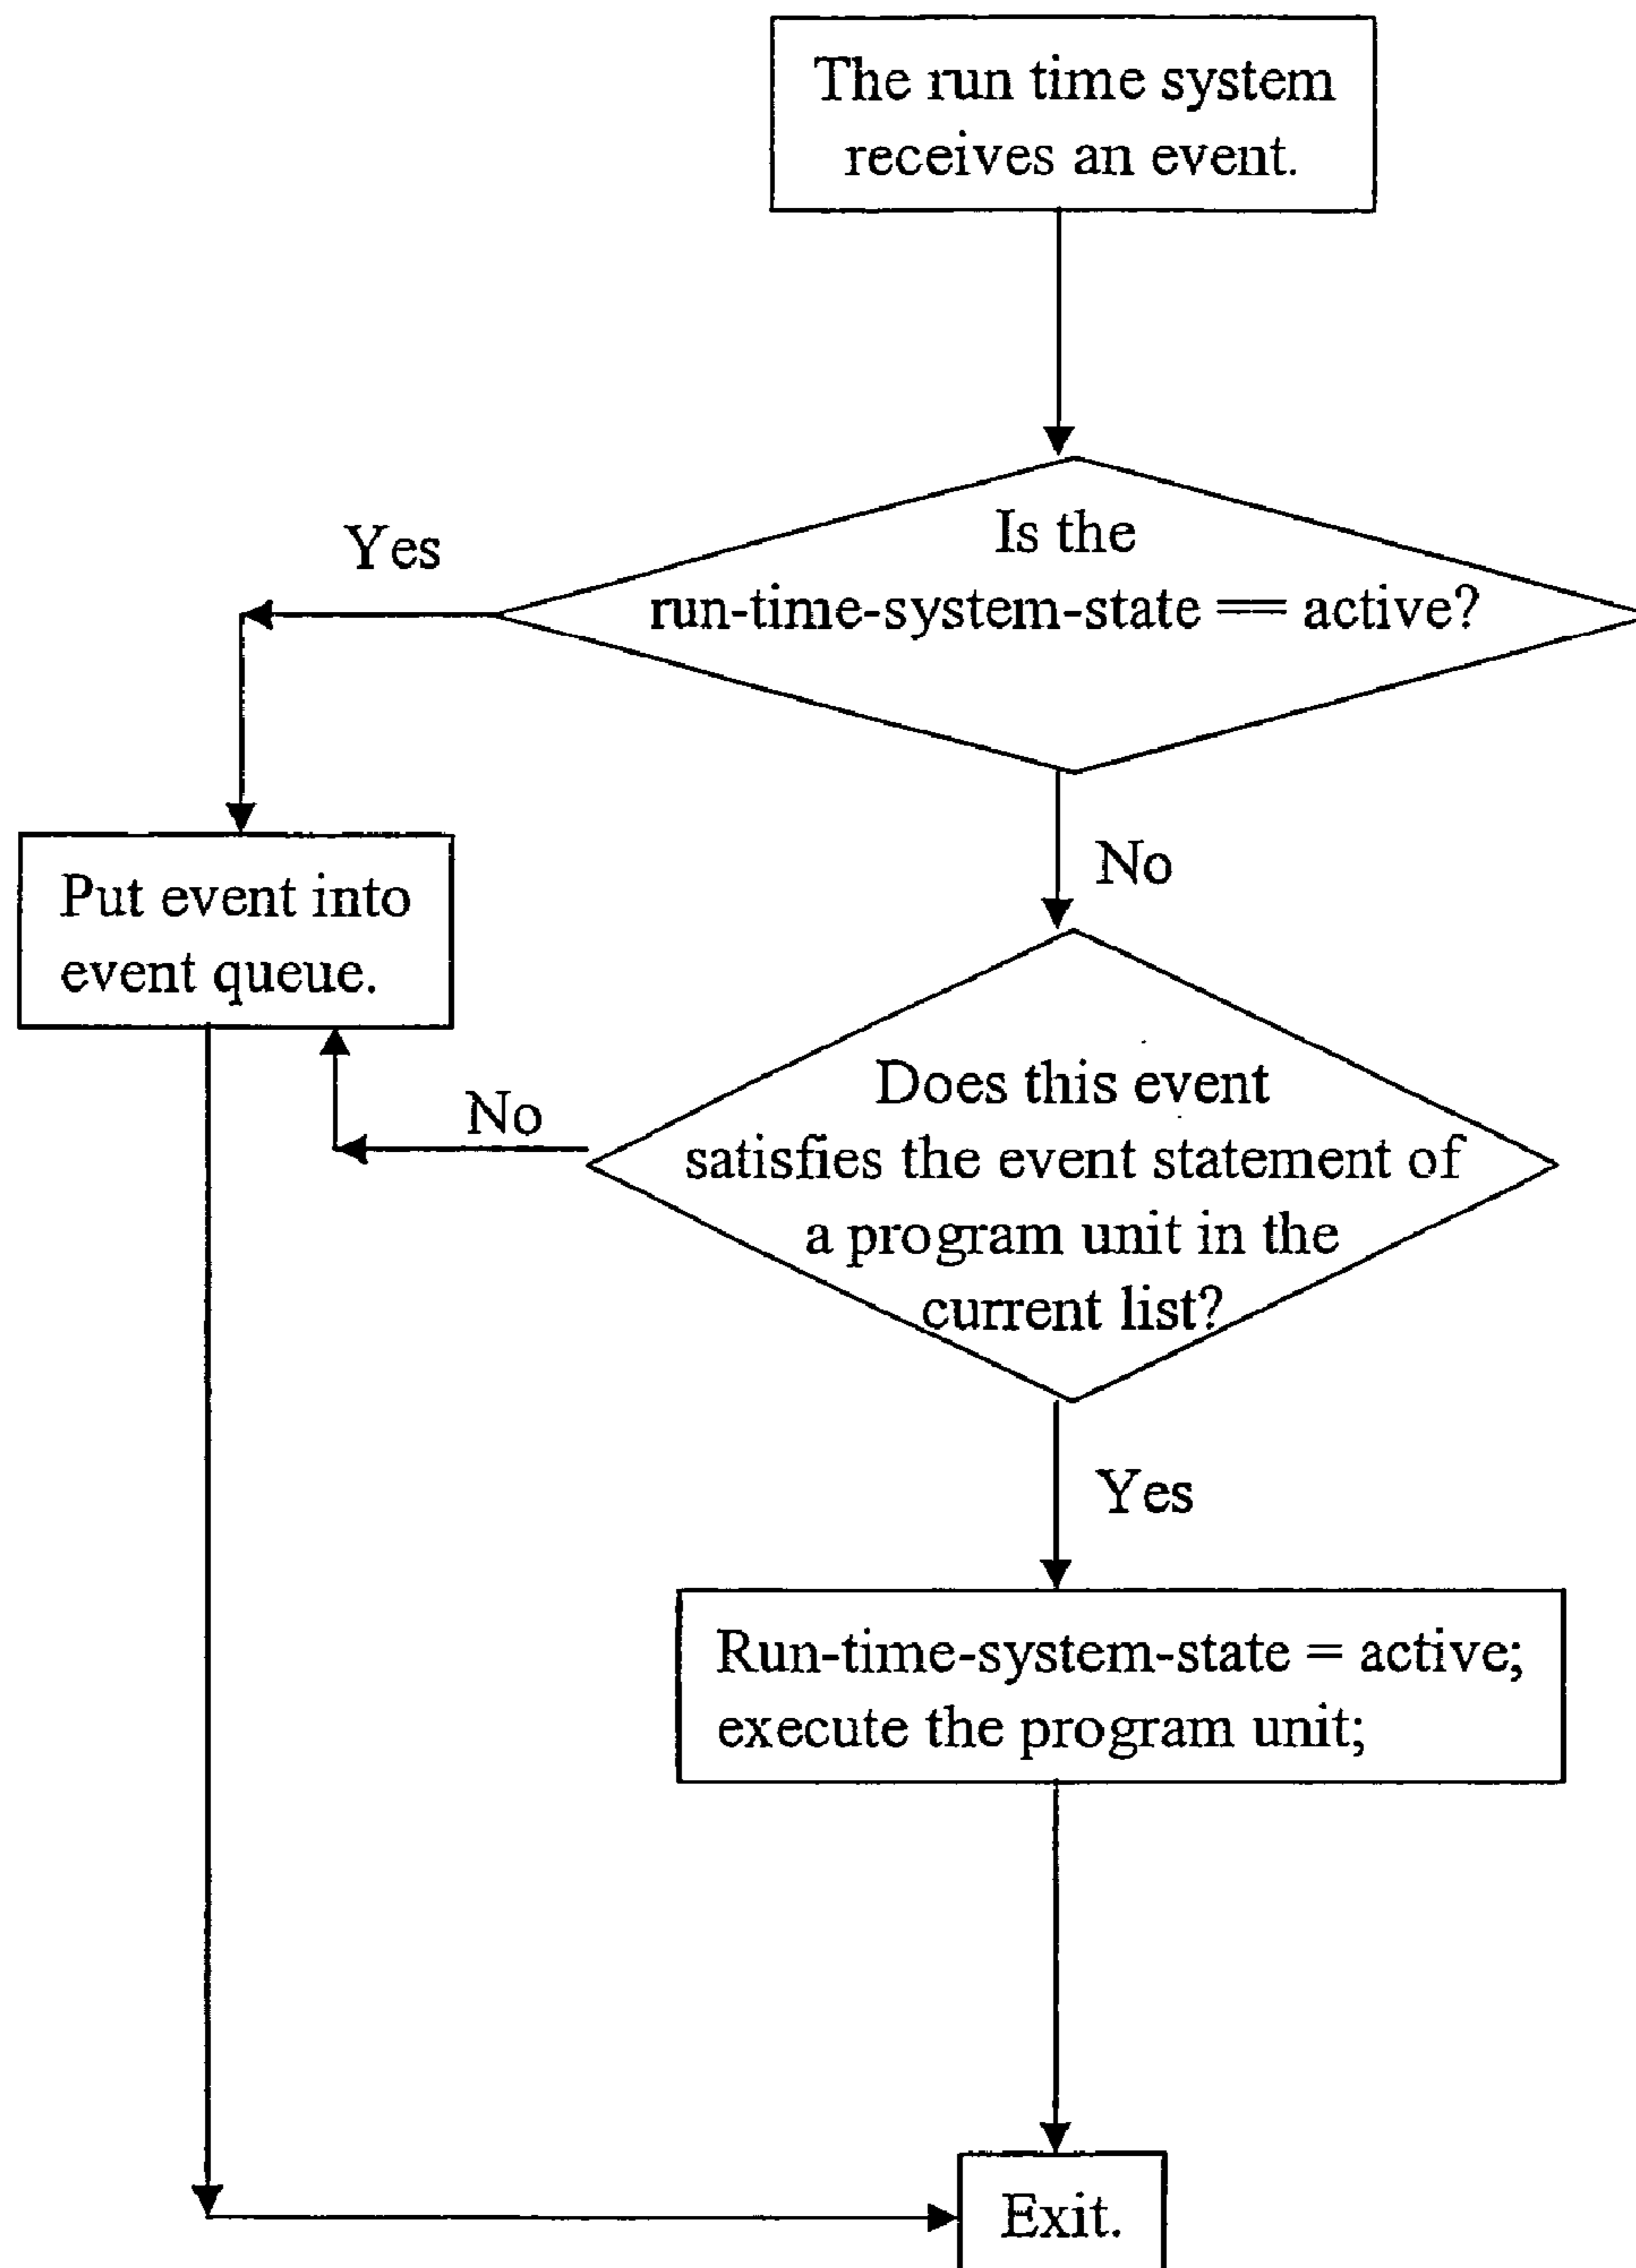 The run time system
receives an event.
Is the
run-time-system-state == active?
Yes
No
Put event into
event queue.
Does this event
satisfies the event statement of
a program unit in the
current list?
No
Yes
Run-time-system-state = active;
execute the program unit;
Exit.